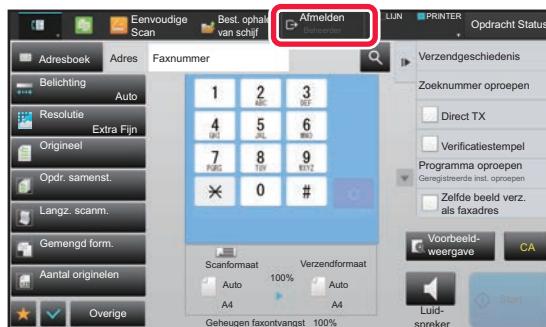 Eenvoudige
Scan
Best. ophale
van schijf
Afmelden
Beheerder
LIJN
PRINTER
Opdracht Status
Adresboek
Adres
Faxnummer
Verzendgeschiedenis
Belichting
Auto
Zoeknummer oproepen
Resolutie
Extra Fijn
Direct TX
Origineel
Verificatiestempel
Opdr. samenst.
Programma oproepen
Geregistreerde inst. oproepen
Langz. scanm.
Zelfde beeld verz.
als faxadres
Gemengd form.
Voorbeeld-
weergave
CA
Aantal originelen
Overige
1
2
ABC
3
DEF
4
GHI
5
JKL
6
MNO
7
PQRS
8
TUV
9
WXYZ
0
#
Scanformaat
Verzendformaat
Auto
100%
Auto
A4
A4
Geheugen faxontvangst 100%
Luid-
spreker
Start